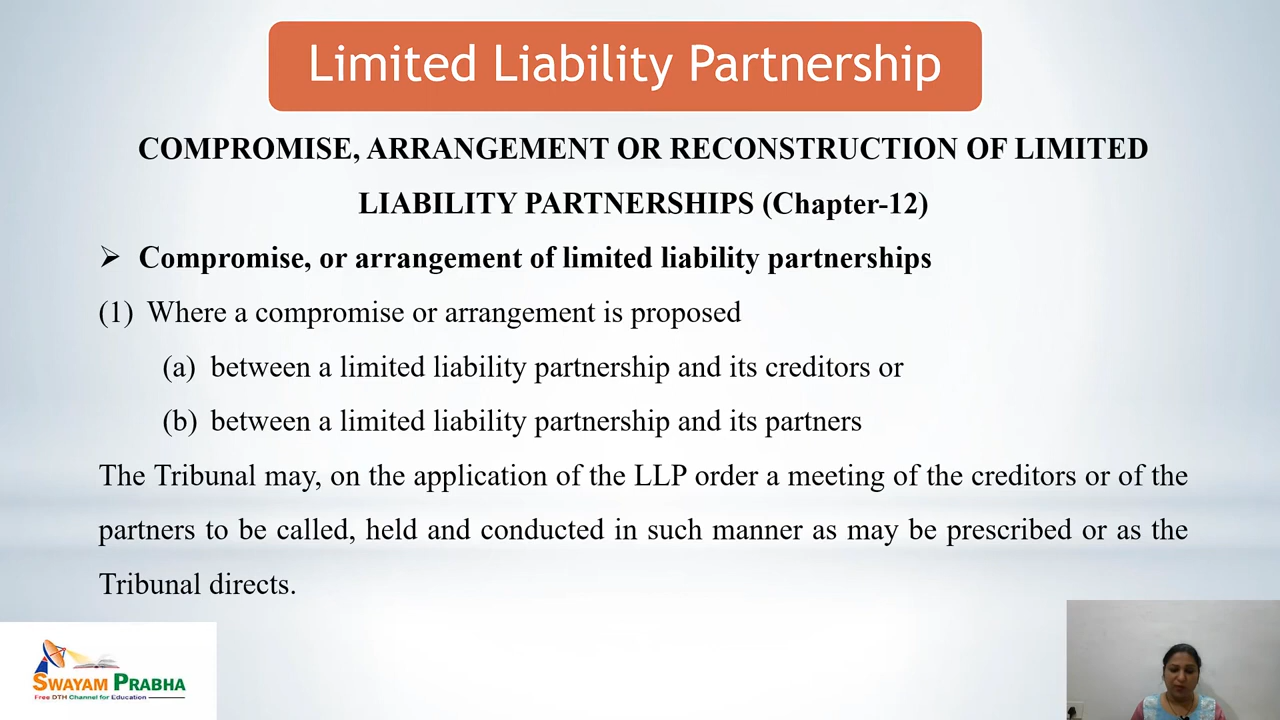 Limited Liability Partnership
COMPROMISE, ARRANGEMENT OR RECONSTRUCTION OF LIMITED
LIABILITY PARTNERSHIPS (Chapter-12)
➢ Compromise, or arrangement of limited liability partnerships
(1) Where a compromise or arrangement is proposed
(a) between a limited liability partnership and its creditors or
(b) between a limited liability partnership and its partners
The Tribunal may, on the application of the LLP order a meeting of the creditors or of the
partners to be called, held and conducted in such manner as may be prescribed or as the
Tribunal directs.
SWAYAM PRABHA
Free DTH Channel for Education